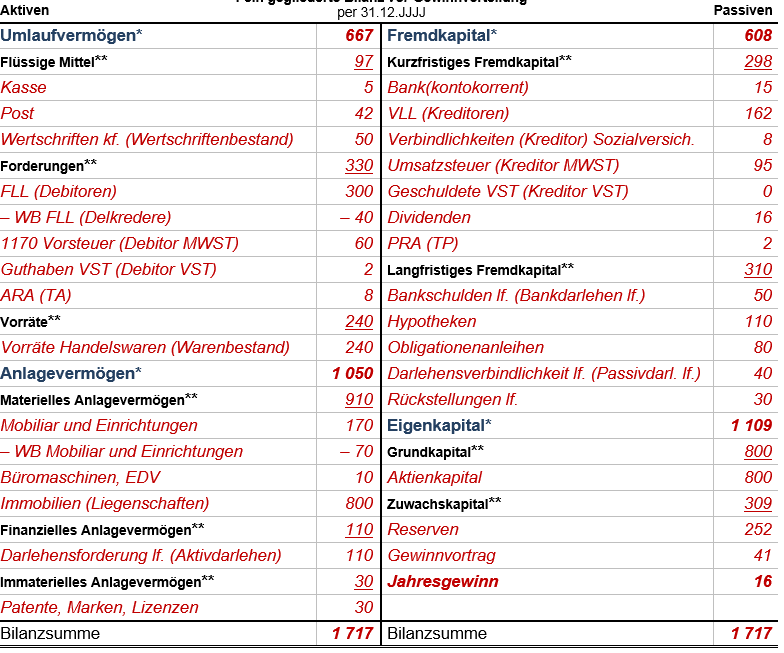 Fein gegliederte Bilanz vor Gewinnverteilung
Aktiven per 31.12.JJJJ Passiven
Umlaufvermögen* 667 Fremdkapital* 608
Flüssige Mittel** 97 Kurzfristiges Fremdkapital** 298
Kasse 5 Bank(kontokorrent) 15
Post 42 VLL (Kreditoren) 162
Wertschriften kf. (Wertschriftenbestand) 50 Verbindlichkeiten (Kreditor) Sozialversich. 8
Forderungen** 330 Umsatzsteuer (Kreditor MWST) 95
FLL (Debitoren) 300 Geschuldete VST (Kreditor VST) 0
– WB FLL (Delkredere) – 40 Dividenden 16
1170 Vorsteuer (Debitor MWST) 60 PRA (TP) 2
Guthaben VST (Debitor VST) 2 Langfristiges Fremdkapital** 310
ARA (TA) 8 Bankschulden lf. (Bankdarlehen lf.) 50
Vorräte** 240 Hypotheken 110
Vorräte Handelswaren (Warenbestand) 240 Obligationenanleihen 80
Anlagevermögen* 1 050 Darlehensverbindlichkeit lf. (Passivdarl. lf.) 40
Materielles Anlagevermögen** 910 Rückstellungen lf. 30
Mobiliar und Einrichtungen 170 Eigenkapital* 1 109
– WB Mobiliar und Einrichtungen – 70 Grundkapital** 800
Büromaschinen, EDV 10 Aktienkapital 800
Immobilien (Liegenschaften) 800 Zuwachskapital** 309
Finanzielles Anlagevermögen** 110 Reserven 252
Darlehensforderung lf. (Aktivdarlehen) 110 Gewinnvortrag 41
Immaterielles Anlagevermögen** 30 Jahresgewinn 16
Patente, Marken, Lizenzen 30
Bilanzsumme 1 717 Bilanzsumme 1 717